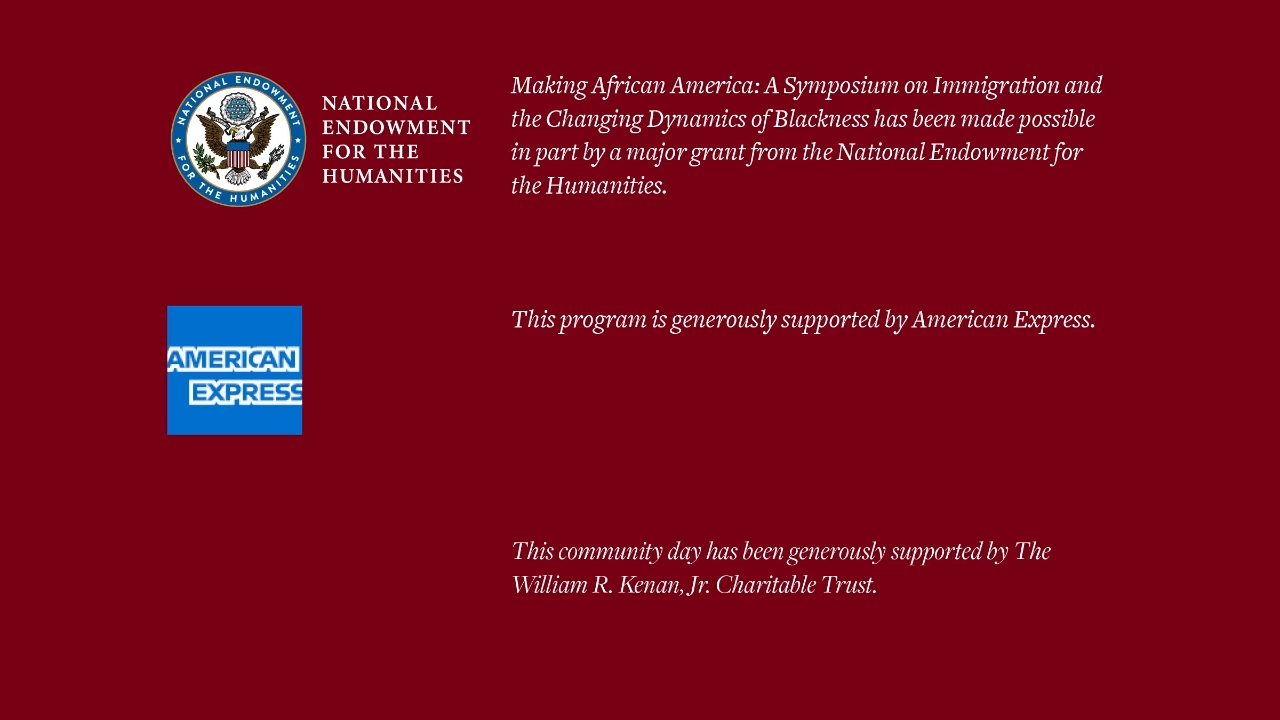 NATIONAL ENDOWMENT
FOR THE HUMANITIES
NATIONAL
ENDOWMENT
FOR THE
HUMANITIES
Making African America: A Symposium on Immigration and
the Changing Dynamics of Blackness has been made possible
in part by a major grant from the National Endowment for
the Humanities.
AMERICAN
EXPRESS
This program is generously supported by American Express.
This community day has been generously supported by The
William R. Kenan, Jr. Charitable Trust.